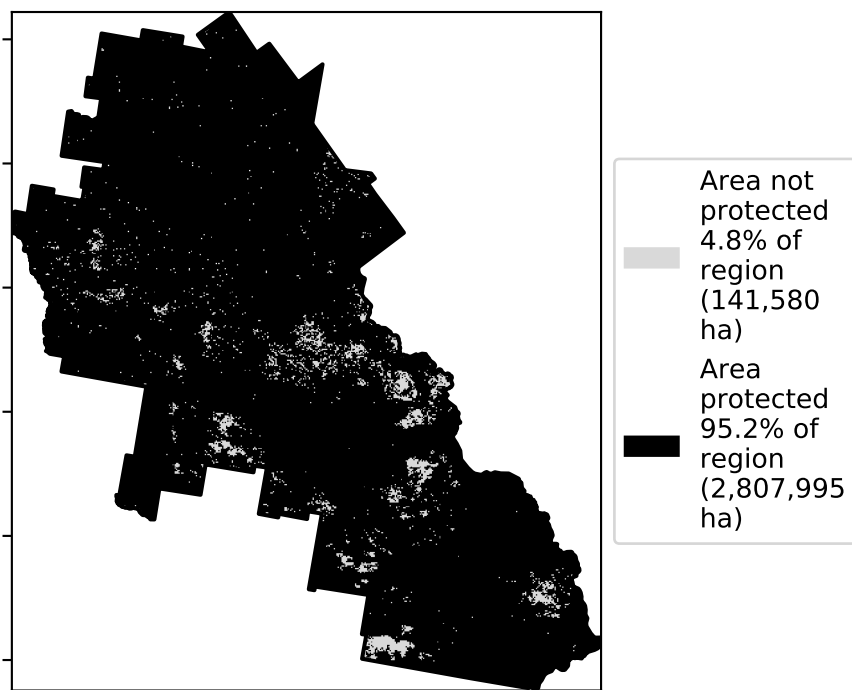 Area not
protected
4.8% of
region
(141,580
ha)
Area
protected
95.2% of
region
(2,807,995
ha)